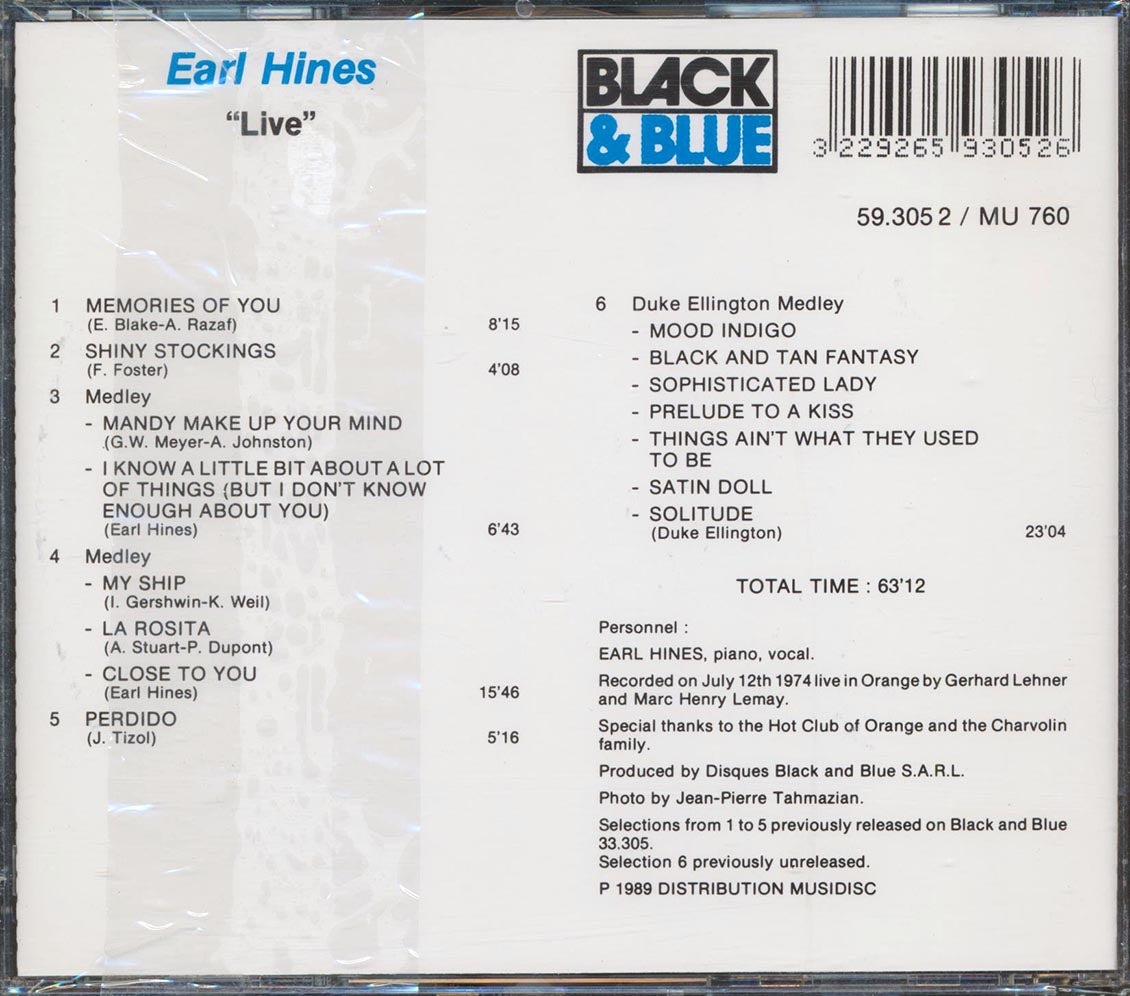 Earl Hines
“Live”
BLACK
& BLUE
3 229265 930526
59.305 2 / MU 760
1 MEMORIES OF YOU
(E. Blake-A. Razaf) 8'15
2 SHINY STOCKINGS
(F. Foster) 4'08
3 Medley
- MANDY MAKE UP YOUR MIND
(G.W. Meyer-A. Johnston)
- I KNOW A LITTLE BIT ABOUT A LOT
OF THINGS (BUT I DON'T KNOW
ENOUGH ABOUT YOU)
(Earl Hines) 6'43
4 Medley
- MY SHIP
(I. Gershwin-K. Weil)
- LA ROSITA
(A. Stuart-P. Dupont)
- CLOSE TO YOU
(Earl Hines) 15'46
5 PERDIDO
(J. Tizol) 5'16
6 Duke Ellington Medley
- MOOD INDIGO
- BLACK AND TAN FANTASY
- SOPHISTICATED LADY
- PRELUDE TO A KISS
- THINGS AIN'T WHAT THEY USED
TO BE
- SATIN DOLL
- SOLITUDE
(Duke Ellington) 23'04
TOTAL TIME : 63'12
Personnel :
EARL HINES, piano, vocal.
Recorded on July 12th 1974 live in Orange by Gerhard Lehner
and Marc Henry Lemay.
Special thanks to the Hot Club of Orange and the Charvolin
family.
Produced by Disques Black and Blue S.A.R.L.
Photo by Jean-Pierre Tahmazian.
Selections from 1 to 5 previously released on Black and Blue
33.305.
Selection 6 previously unreleased.
P 1989 DISTRIBUTION MUSIDISC